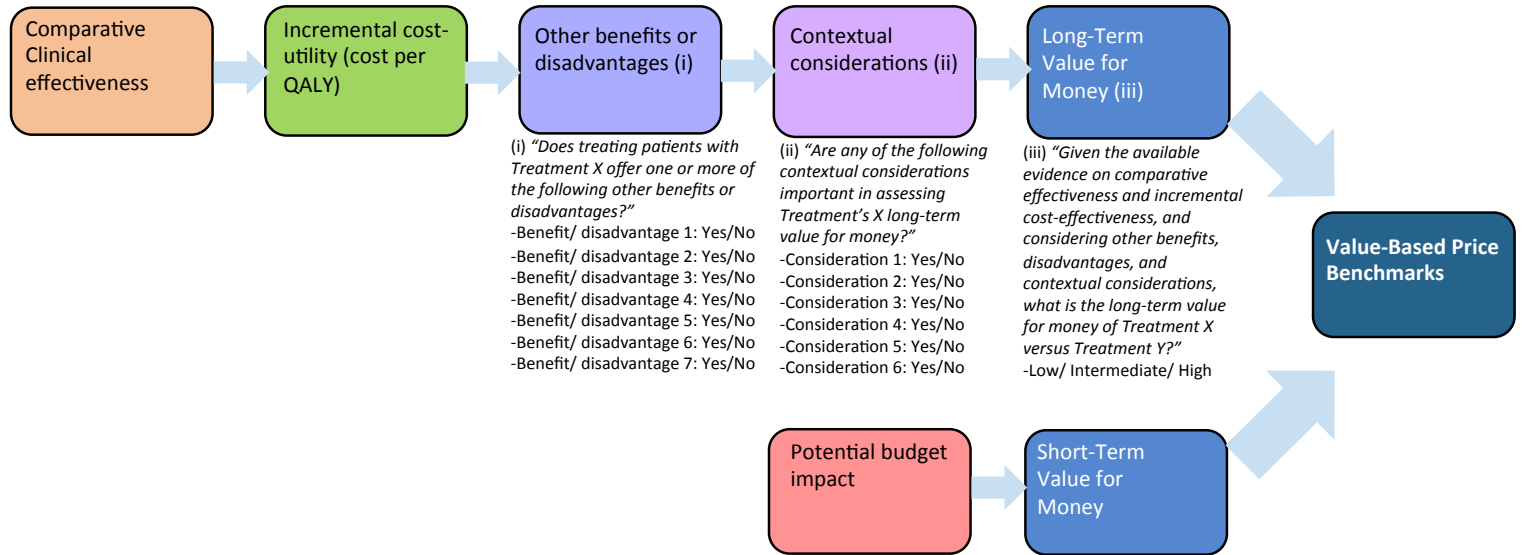 Comparative
Clinical
effectiveness
Incremental cost-
utility (cost per
QALY)
Other benefits or
disadvantages (i)
Contextual
considerations (ii)
Long-Term
Value for
Money (iii)
(i) “Does treating patients with
Treatment X offer one or more of
the following other benefits or
disadvantages?”
-Benefit/ disadvantage 1: Yes/No
-Benefit/ disadvantage 2: Yes/No
-Benefit/ disadvantage 3: Yes/No
-Benefit/ disadvantage 4: Yes/No
-Benefit/ disadvantage 5: Yes/No
-Benefit/ disadvantage 6: Yes/No
-Benefit/ disadvantage 7: Yes/No
(ii) “Are any of the following
contextual considerations
important in assessing
Treatment’s X long-term
value for money?”
-Consideration 1: Yes/No
-Consideration 2: Yes/No
-Consideration 3: Yes/No
-Consideration 4: Yes/No
-Consideration 5: Yes/No
-Consideration 6: Yes/No
(iii) “Given the available
evidence on comparative
effectiveness and incremental
cost-effectiveness, and
considering other benefits,
disadvantages, and
contextual considerations,
what is the long-term value
for money of Treatment X
versus Treatment Y?”
-Low/ Intermediate/ High
Value-Based Price
Benchmarks
Potential budget
impact
Short-Term
Value for
Money